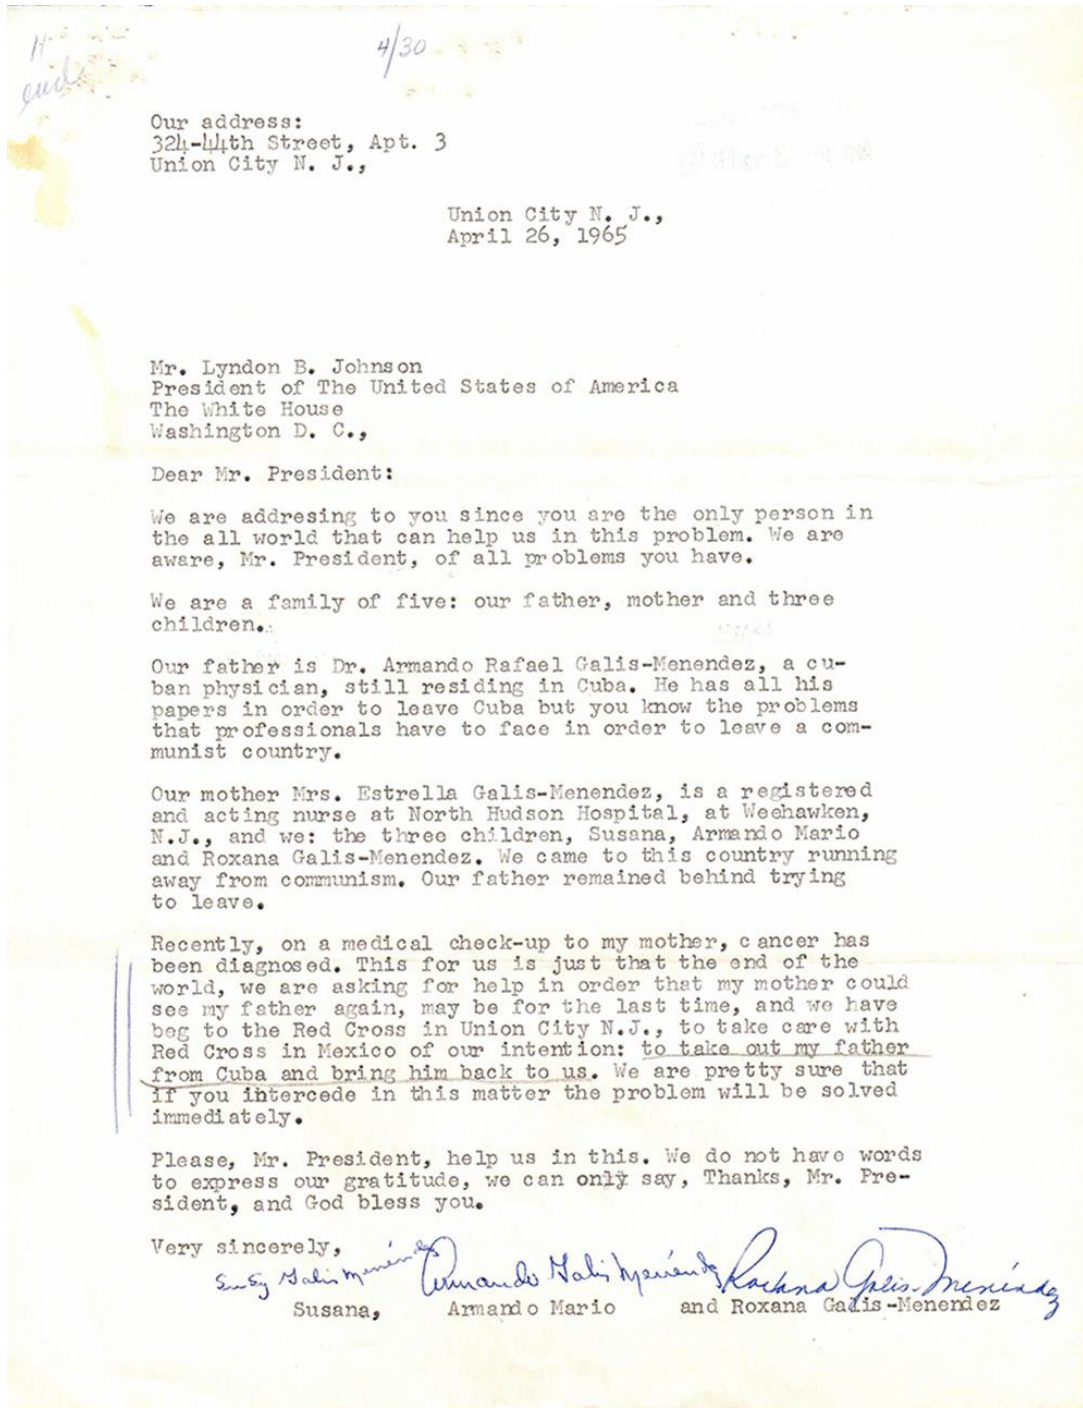 H
encl
4/30
Our address:
324-44th Street, Apt. 3
Union City N. J.,
Union City N. J.,
April 26, 1965
Mr. Lyndon B. Johnson
President of The United States of America
The White House
Washington D. C.,
Dear Mr. President:
We are addresing to you since you are the only person in
the all world that can help us in this problem. We are
aware, Mr. President, of all problems you have.
We are a family of five: our father, mother and three
children.
Our father is Dr. Armando Rafael Galis-Menendez, a cu-
ban physician, still residing in Cuba. He has all his
papers in order to leave Cuba but you know the problems
that professionals have to face in order to leave a com-
munist country.
Our mother Mrs. Estrella Galis-Menendez, is a registered
and acting nurse at North Hudson Hospital, at Weehawken,
N.J., and we: the three children, Susana, Armando Mario
and Roxana Galis-Menendez. We came to this country running
away from communism. Our father remained behind trying
to leave.
Recently, on a medical check-up to my mother, cancer has
been diagnosed. This for us is just that the end of the
world, we are asking for help in order that my mother could
see my father again, may be for the last time, and we have
beg to the Red Cross in Union City N.J., to take care with
Red Cross in Mexico of our intention: to take out my father
from Cuba and bring him back to us. We are pretty sure that
if you intercede in this matter the problem will be solved
immediately.
Please, Mr. President, help us in this. We do not have words
to express our gratitude, we can only say, Thanks, Mr. Pre-
sident, and God bless you.
Very sincerely,
Susy Galis Menéndez Armando Galis Menéndez Roxana Galis-Menéndez
Susana, Armando Mario and Roxana Galis-Menendez